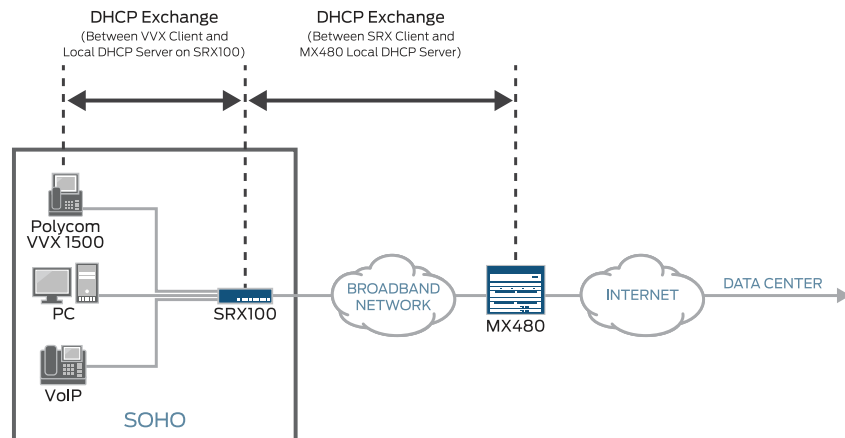 DHCP Exchange
(Between VVX Client and
Local DHCP Server on SRX100)
DHCP Exchange
(Between SRX Client and
MX480 Local DHCP Server)
Polycom
VVX 1500
PC
VoIP
SOHO
SRX100
BROADBAND
NETWORK
MX480
INTERNET
DATA CENTER